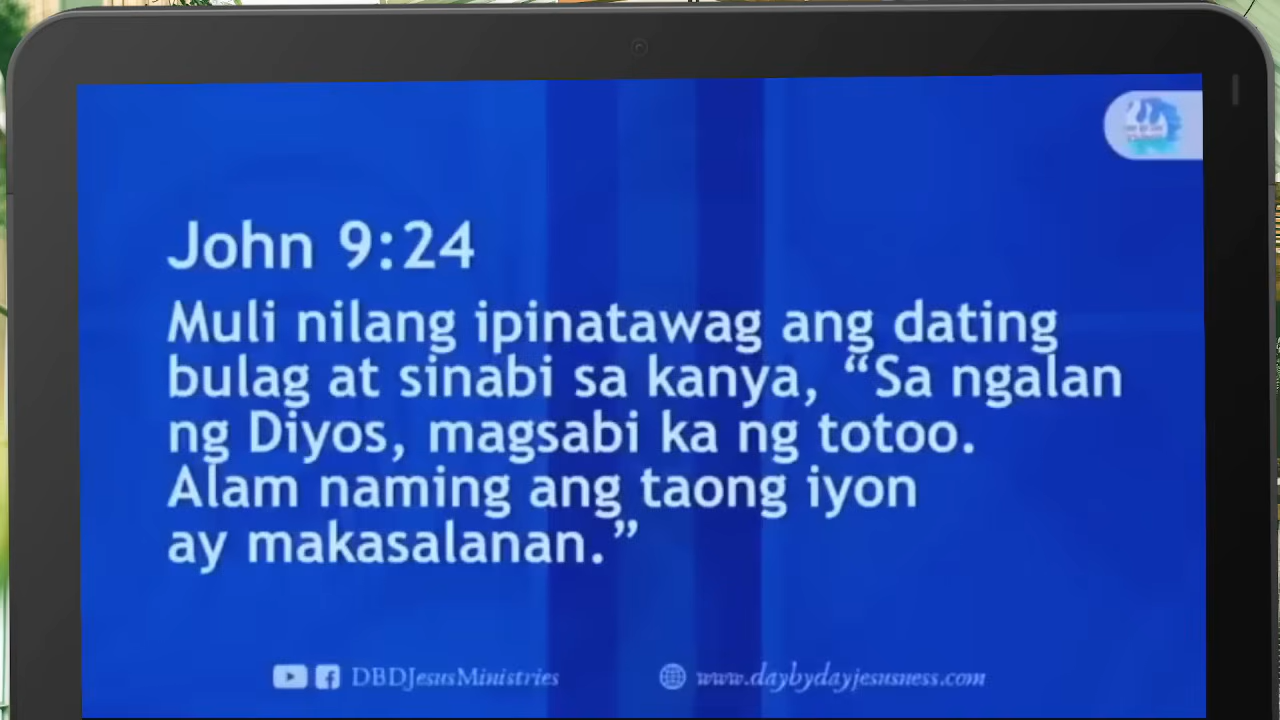 John 9:24
Muli nilang ipinatawag ang dating
bulag at sinabi sa kanya, “Sa ngalan
ng Diyos, magsabi ka ng totoo.
Alam naming ang taong iyon
ay makasalanan.”
DBDJesusMinistries
www.daybydayjesusness.com